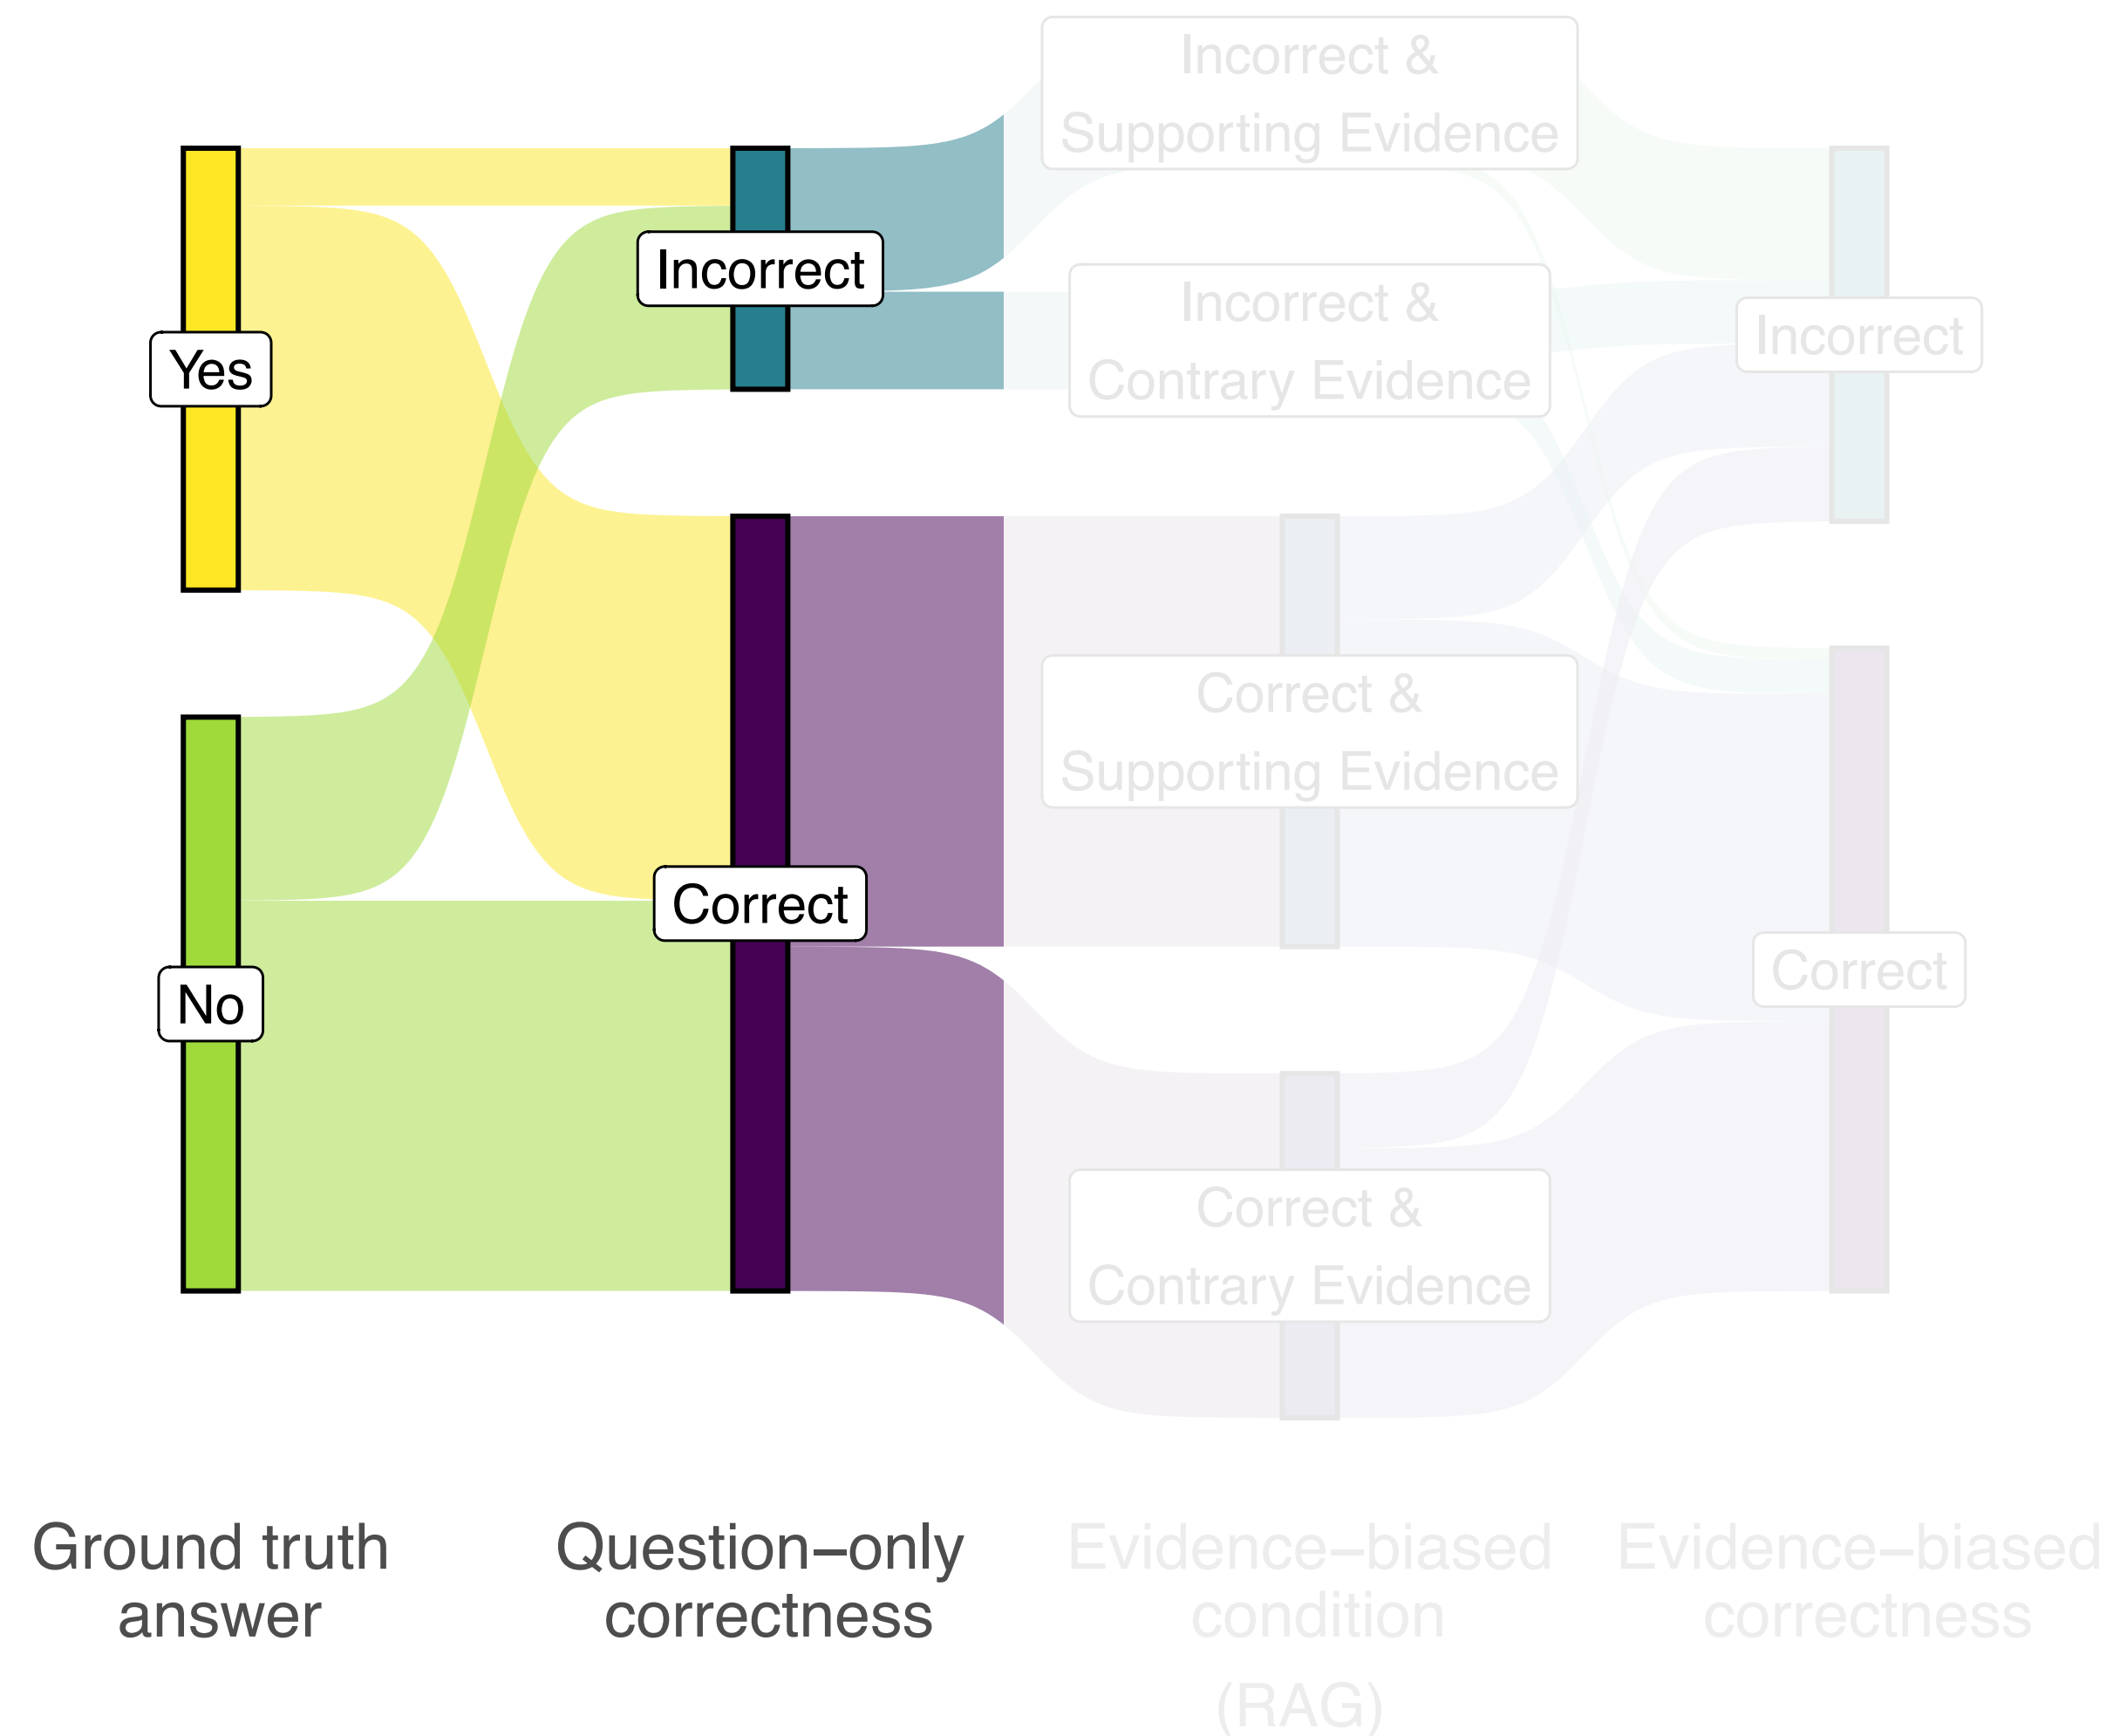 Incorrect &
Supporting Evidence
Incorrect
Incorrect &
Contrary Evidence
Incorrect
Yes
Correct &
Supporting Evidence
Correct
No
Correct
Correct &
Contrary Evidence
Ground truth
answer
Question–only
correctness
Evidence–biased
condition
(RAG)
Evidence–biased
correctness